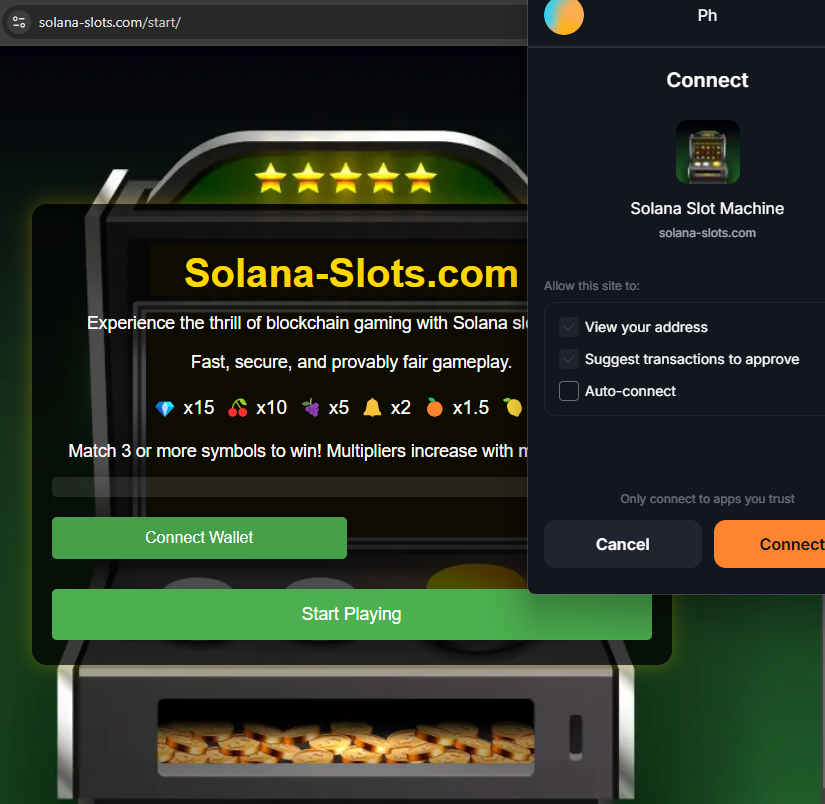 solana-slots.com/start/
Solana-Slots.com
Experience the thrill of blockchain gaming with Solana
Fast, secure, and provably fair gameplay.
x15 x10 x5 x2 x1.5
Match 3 or more symbols to win! Multipliers increase with
Connect Wallet
Start Playing
Ph
Connect
Solana Slot Machine
solana-slots.com
Allow this site to:
View your address
Suggest transactions to approve
Auto-connect
Only connect to apps you trust
Cancel
Connect